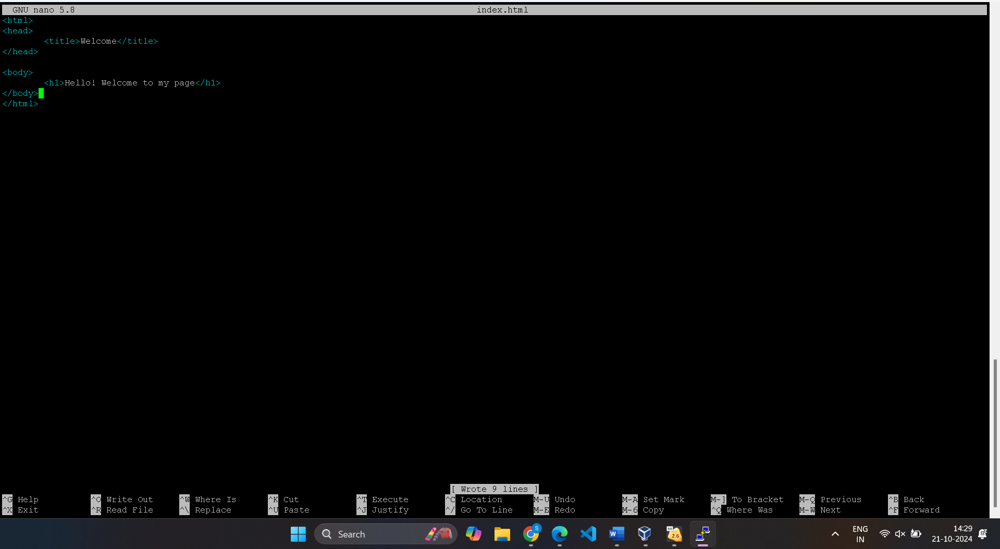 GNU nano 5.8 index.html
<html>
<head>
        <title>Welcome</title>
</head>

<body>
        <h1>Hello! Welcome to my page</h1>
</body>
</html>
[ Wrote 9 lines ]
^G Help ^O Write Out ^W Where Is ^K Cut ^T Execute ^C Location M-U Undo M-A Set Mark M-] To Bracket M-Q Previous ^B Back
^X Exit ^R Read File ^\ Replace ^U Paste ^J Justify ^/ Go To Line M-E Redo M-6 Copy ^Q Where Was M-W Next ^F Forward
Search
S
W
64
2.6
ENG
IN
14:29
21-10-2024